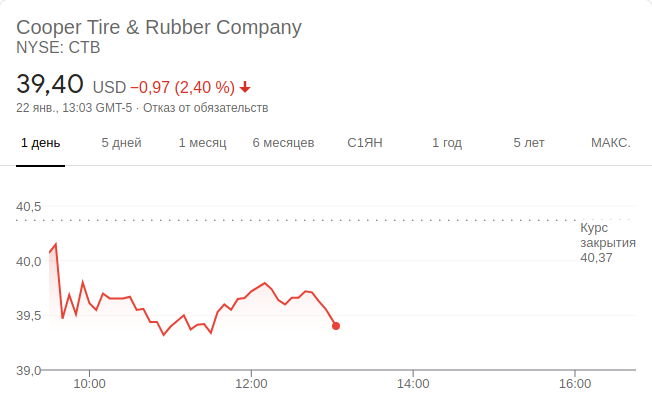 Cooper Tire & Rubber Company
NYSE: CTB
39,40 USD −0,97 (2,40 %)
22 янв., 13:03 GMT-5 · Отказ от обязательств
1 день 5 дней 1 месяц 6 месяцев С1ЯН 1 год 5 лет МАКС.
40,5
Курс
закрытия
40,37
40,0
39,5
39,0
10:00 12:00 14:00 16:00